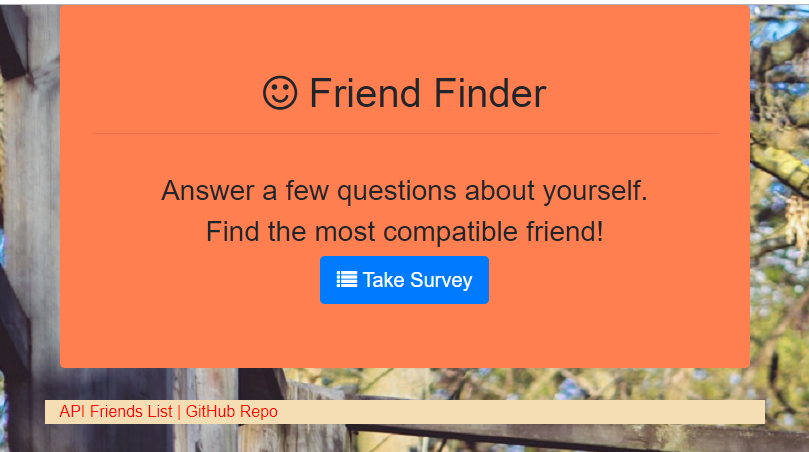 Friend Finder
Answer a few questions about yourself.
Find the most compatible friend!
Take Survey
API Friends List | GitHub Repo